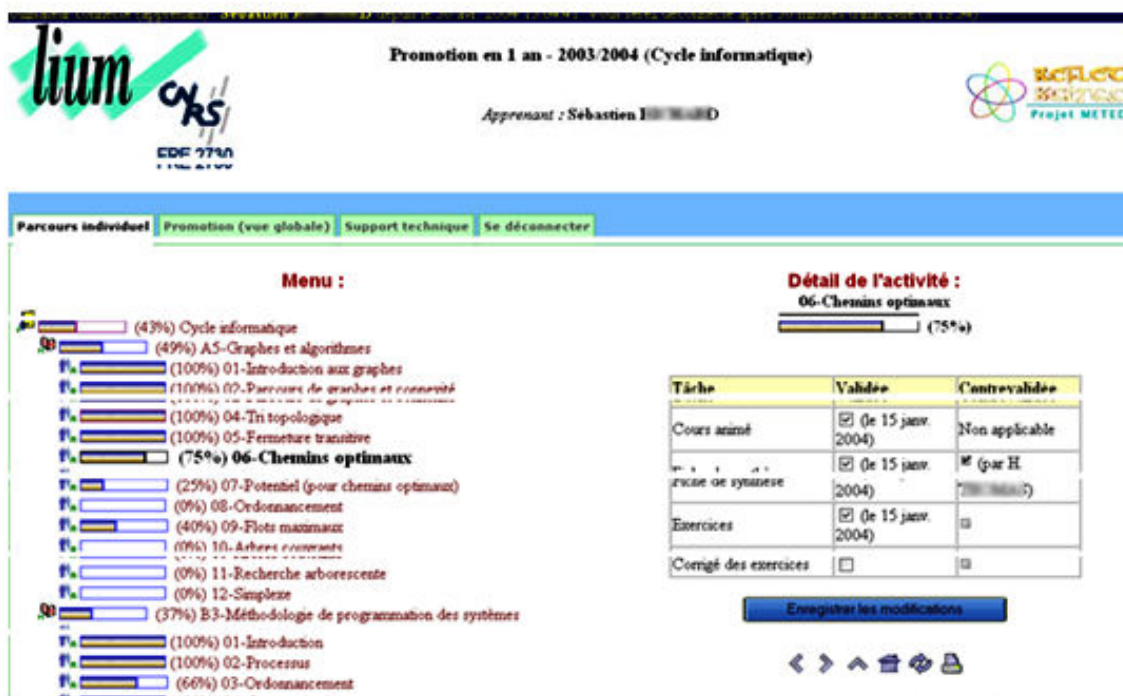 lium
CNRS
FRE 2730
Promotion en 1 an - 2003/2004 (Cycle informatique)
Apprenant : Sébastien
Projet METED
Parcours individuel Promotion (vue globale) Support technique Se déconnecter
Menu :
(43%) Cycle informatique
(49%) A5-Graphes et algorithmes
(100%) 01-Introduction aux graphes
(100%) 02-Parcours de graphes et connexité
(100%) 04-Tri topologique
(100%) 05-Fermeture transitive
(75%) 06-Chemins optimaux
(25%) 07-Potentiel (pour chemins optimaux)
(0%) 08-Ordonnancement
(40%) 09-Flots maximaux
(0%) 10-Arbres couvrants
(0%) 11-Recherche arborescente
(0%) 12-Simplexe
(37%) B3-Méthodologie de programmation des systèmes
(100%) 01-Introduction
(100%) 02-Processus
(66%) 03-Ordonnancement
Détail de l'activité :
06-Chemins optimaux
(75%)
Tâche Validée Contrevalidée
Cours animé (le 15 janv. 2004) Non applicable
Fiche de synthèse (le 15 janv. 2004) (par H.
Exercices (le 15 janv. 2004)
Corrigé des exercices
Enregistrer les modifications